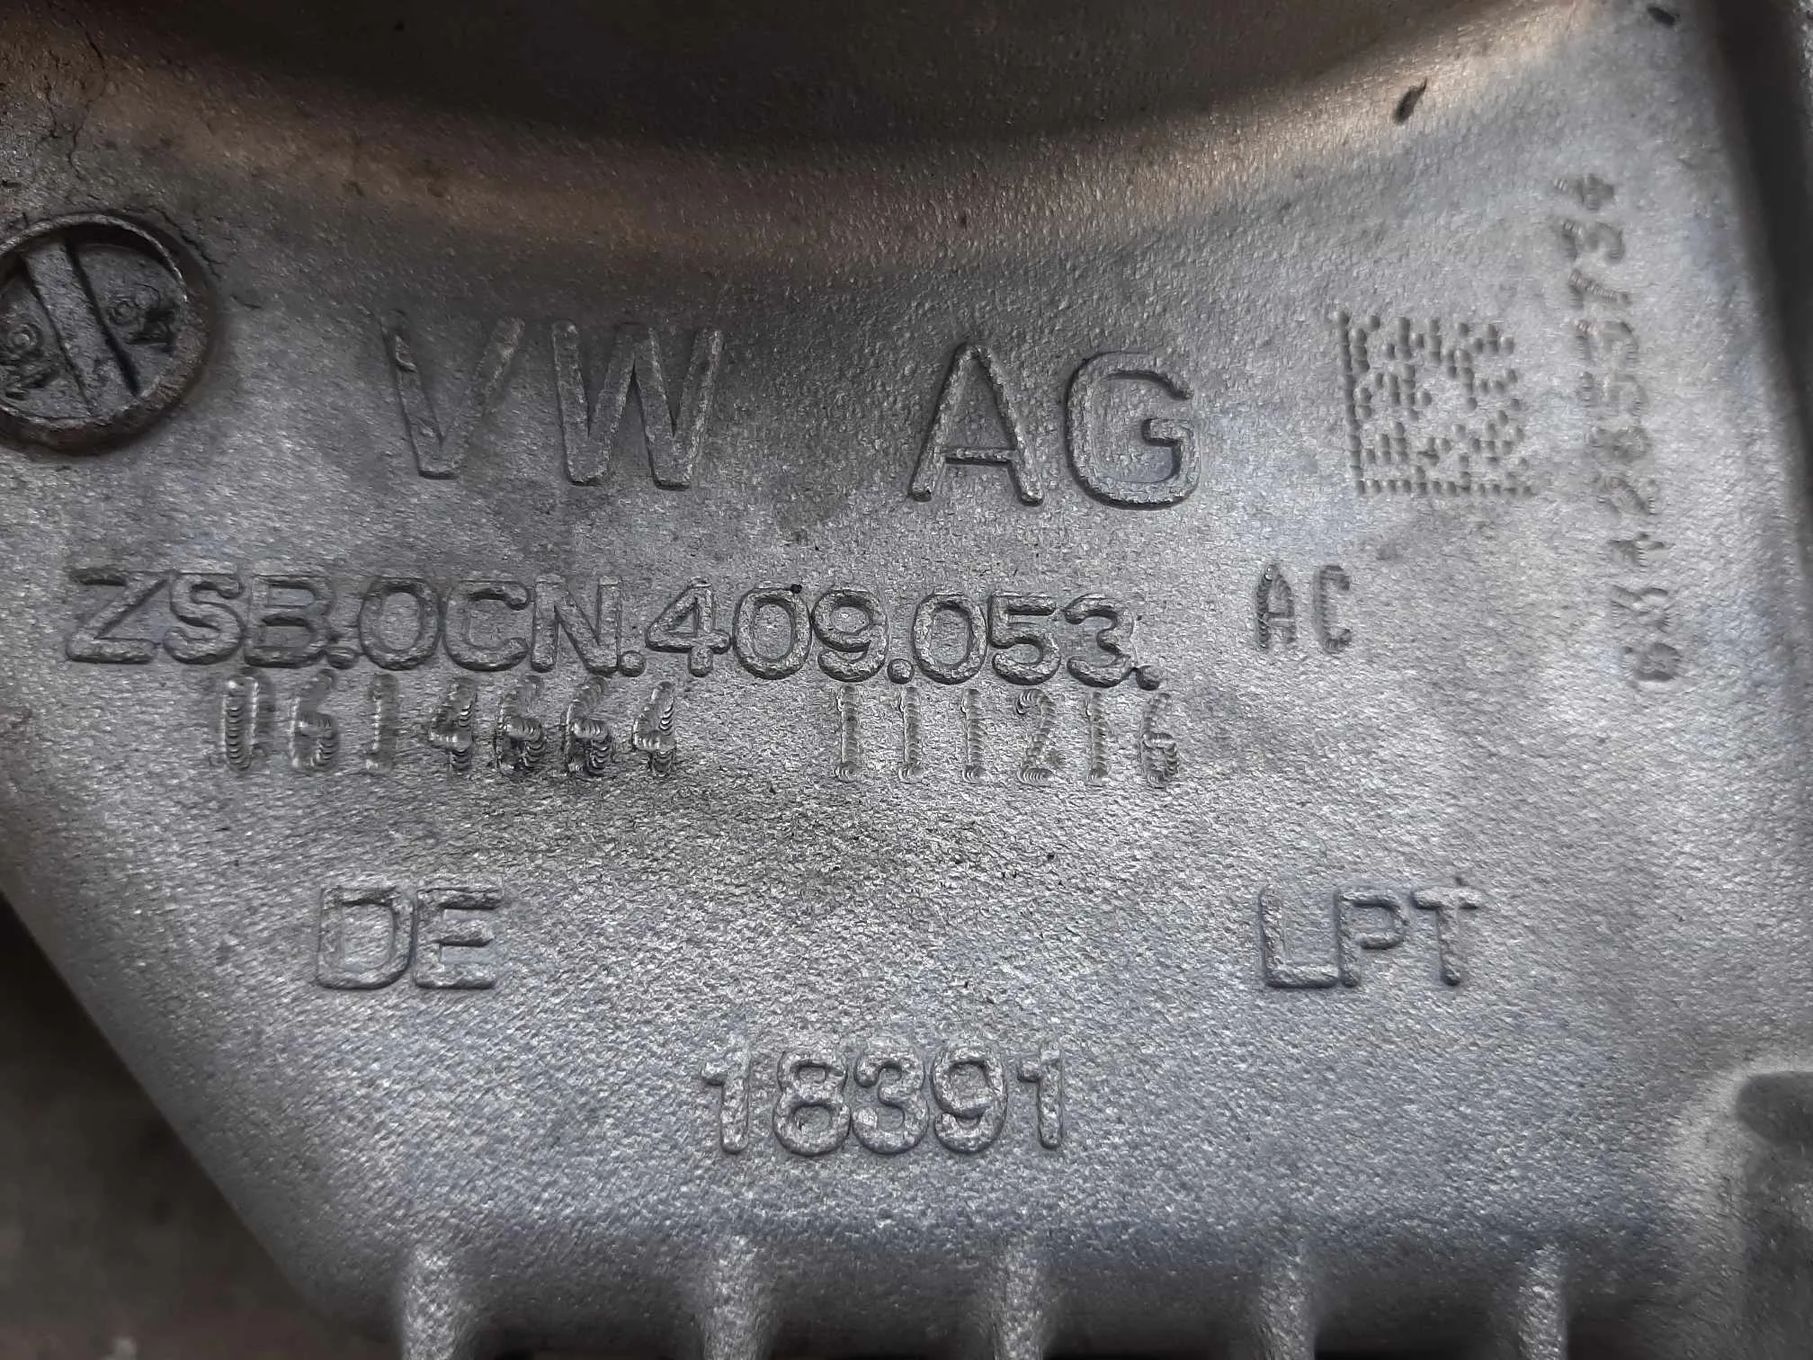 VW AG
ZSB.0CN.409.053. AC
0614664 111216
DE LPT
18391